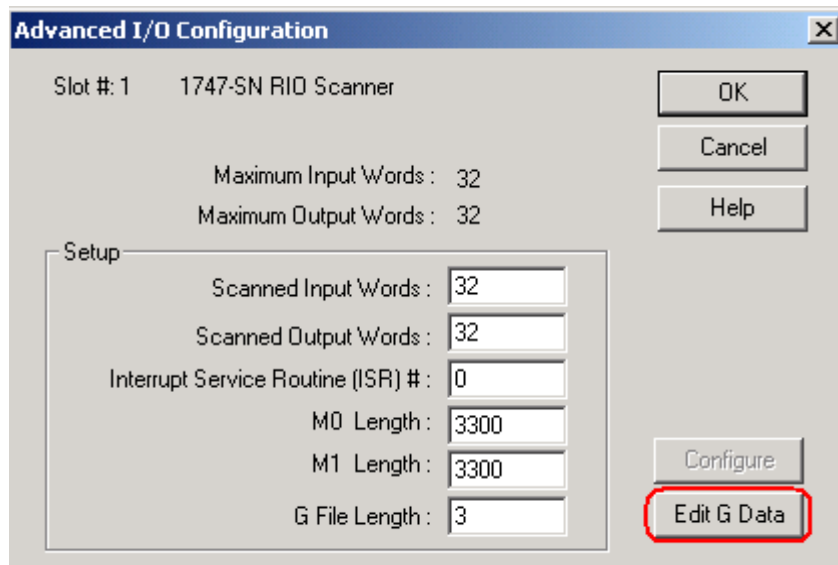 Advanced I/O Configuration
Slot #: 1 1747-SN RIO Scanner
OK
Cancel
Maximum Input Words : 32
Maximum Output Words : 32
Help
Setup
Scanned Input Words : 32
Scanned Output Words : 32
Interrupt Service Routine (ISR) # : 0
M0 Length : 3300
M1 Length : 3300
Configure
G File Length : 3
Edit G Data